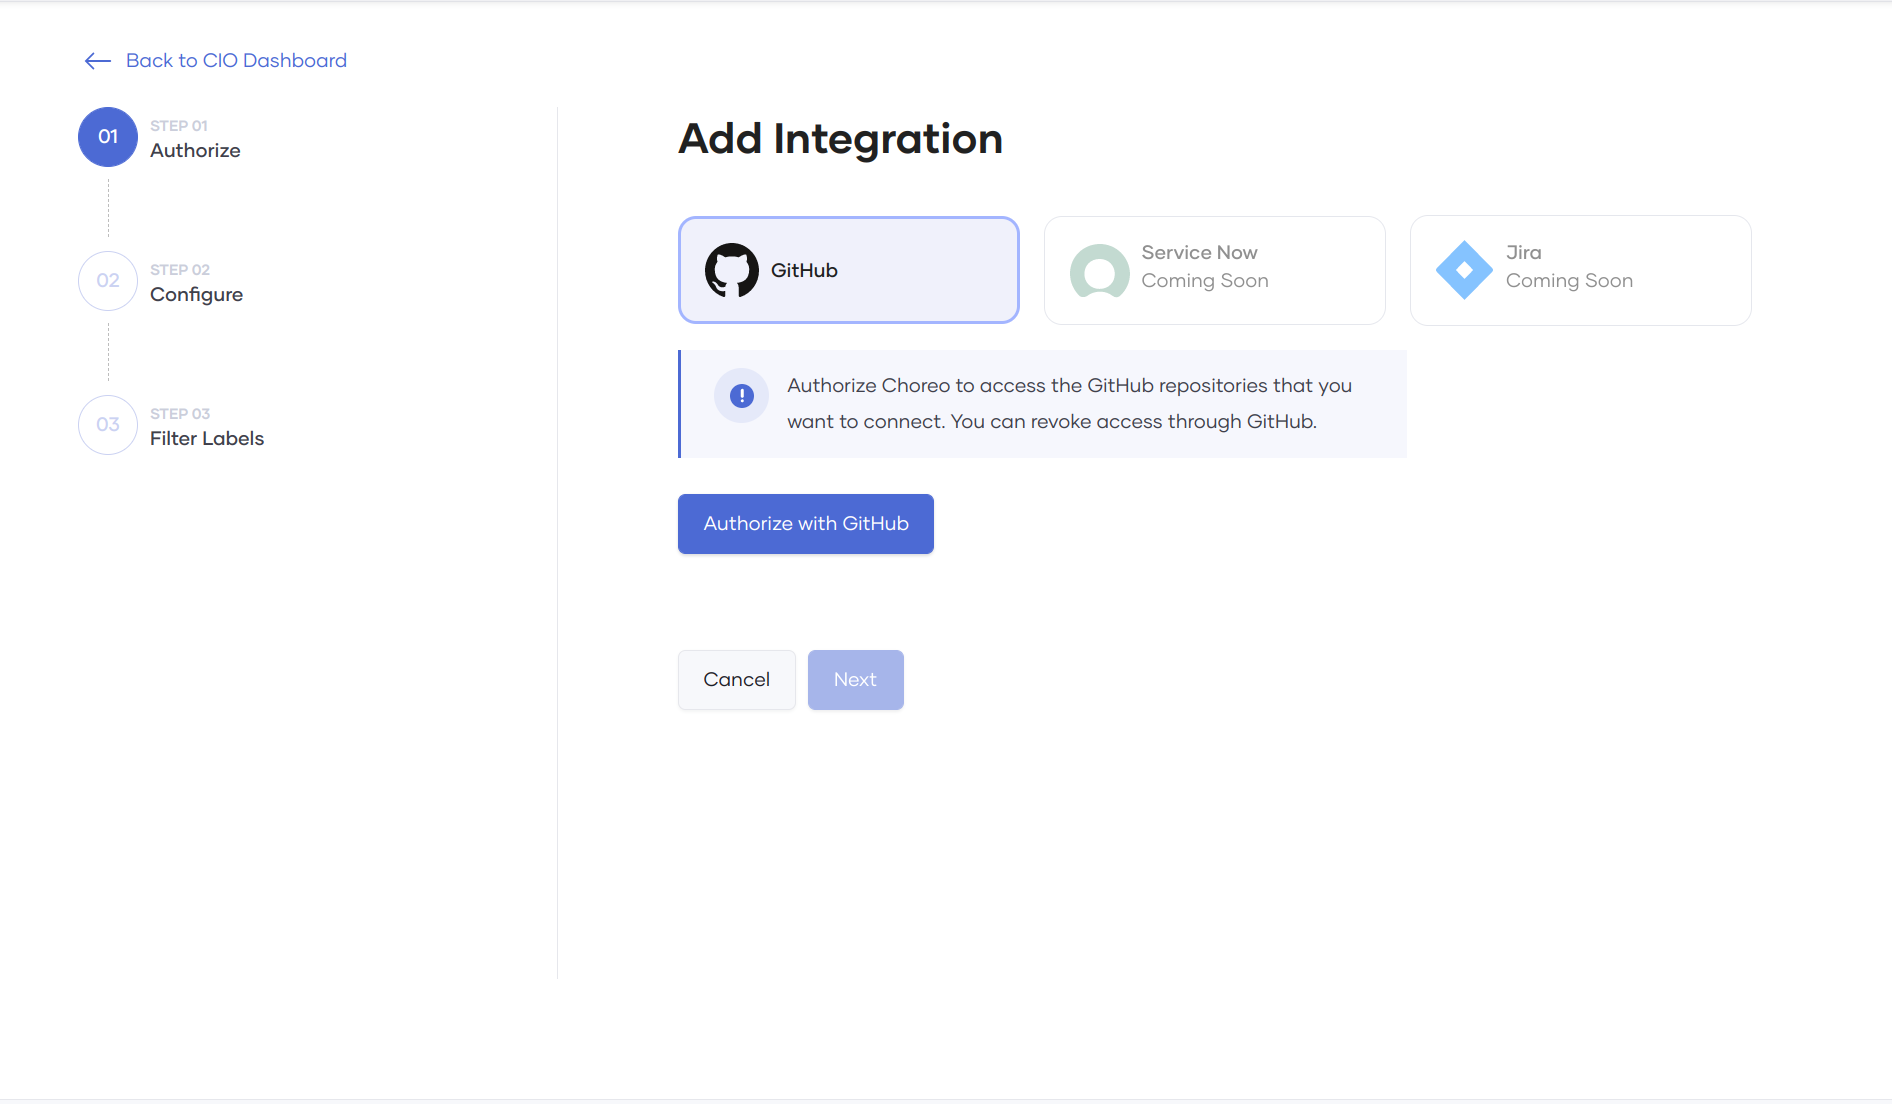 Back to CIO Dashboard
01
STEP 01
Authorize
02
STEP 02
Configure
03
STEP 03
Filter Labels
Add Integration
GitHub
Service Now
Coming Soon
Jira
Coming Soon
Authorize Choreo to access the GitHub repositories that you
want to connect. You can revoke access through GitHub.
Authorize with GitHub
Cancel
Next